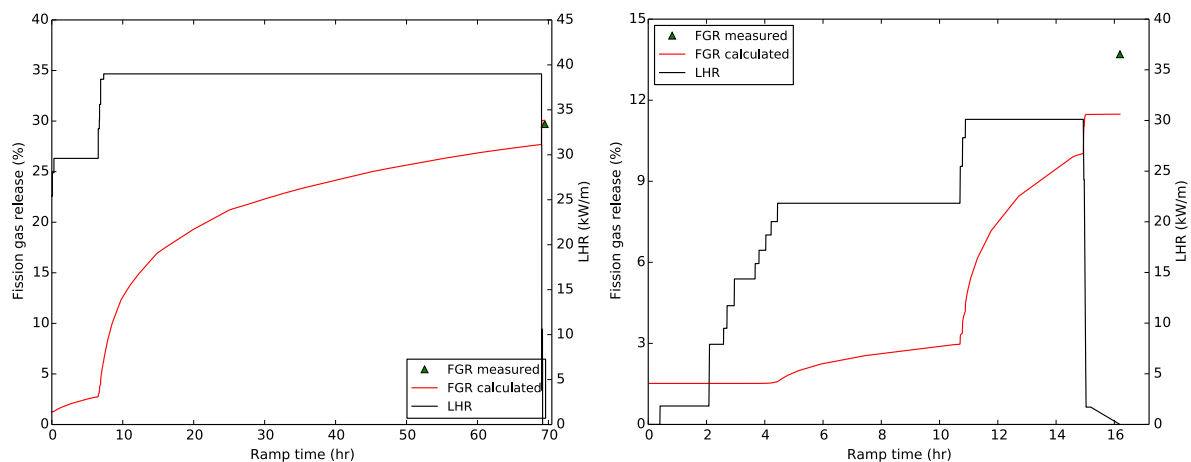 40
35
30
25
20
15
10
5
0
Fission gas release (%)
0 10 20 30 40 50 60 70
Ramp time (hr)
45
40
35
30
25
20
15
10
5
0
LHR (kW/m)
FGR measured
FGR calculated
LHR
15
12
9
6
3
0
Fission gas release (%)
0 2 4 6 8 10 12 14 16
Ramp time (hr)
40
35
30
25
20
15
10
5
0
LHR (kW/m)
FGR measured
FGR calculated
LHR